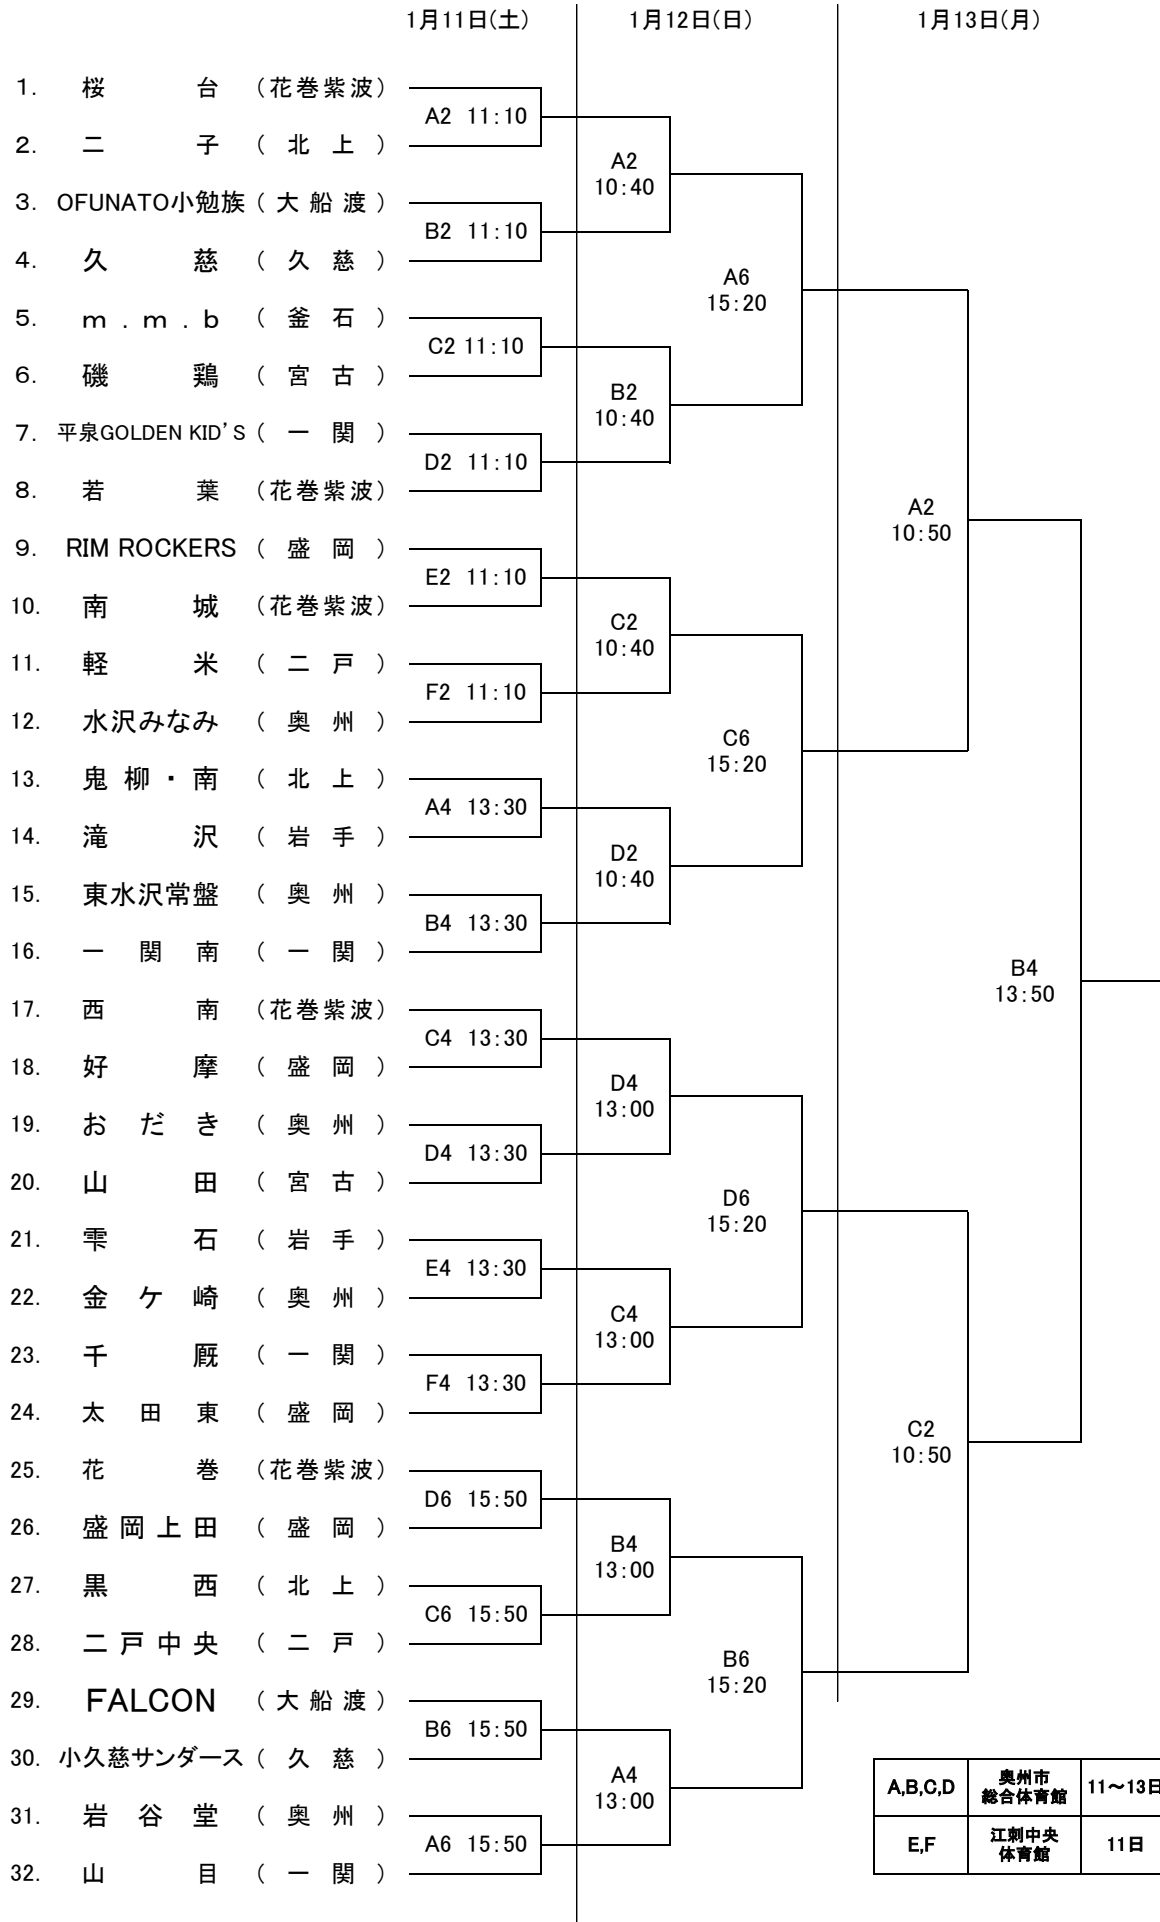 1月11日(土) 1月12日(日) 1月13日(月)
1. 桜台 (花巻紫波)
A2 11:10
2. 二子 (北上)
A2
10:40
3. OFUNATO小勉族 (大船渡)
B2 11:10
4. 久慈 (久慈)
A6
15:20
5. m.m.b (釜石)
C2 11:10
6. 磯鶏 (宮古)
B2
10:40
7. 平泉GOLDEN KID'S (一関)
D2 11:10
8. 若葉 (花巻紫波)
A2
10:50
9. RIM ROCKERS (盛岡)
E2 11:10
10. 南城 (花巻紫波)
C2
10:40
11. 軽米 (二戸)
F2 11:10
12. 水沢みなみ (奥州)
C6
15:20
13. 鬼柳・南 (北上)
A4 13:30
14. 滝沢 (岩手)
D2
10:40
15. 東水沢常盤 (奥州)
B4 13:30
16. 一関南 (一関)
B4
13:50
17. 西南 (花巻紫波)
C4 13:30
18. 好摩 (盛岡)
D4
13:00
19. おだき (奥州)
D4 13:30
20. 山田 (宮古)
D6
15:20
21. 雫石 (岩手)
E4 13:30
22. 金ケ崎 (奥州)
C4
13:00
23. 千厩 (一関)
F4 13:30
24. 太田東 (盛岡)
C2
10:50
25. 花巻 (花巻紫波)
D6 15:50
26. 盛岡上田 (盛岡)
B4
13:00
27. 黒西 (北上)
C6 15:50
28. 二戸中央 (二戸)
B6
15:20
29. FALCON (大船渡)
B6 15:50
30. 小久慈サンダース (久慈)
A4
13:00
31. 岩谷堂 (奥州)
A6 15:50
32. 山目 (一関)
A,B,C,D 奥州市
総合体育館 11~13日
E,F 江刺中央
体育館 11日